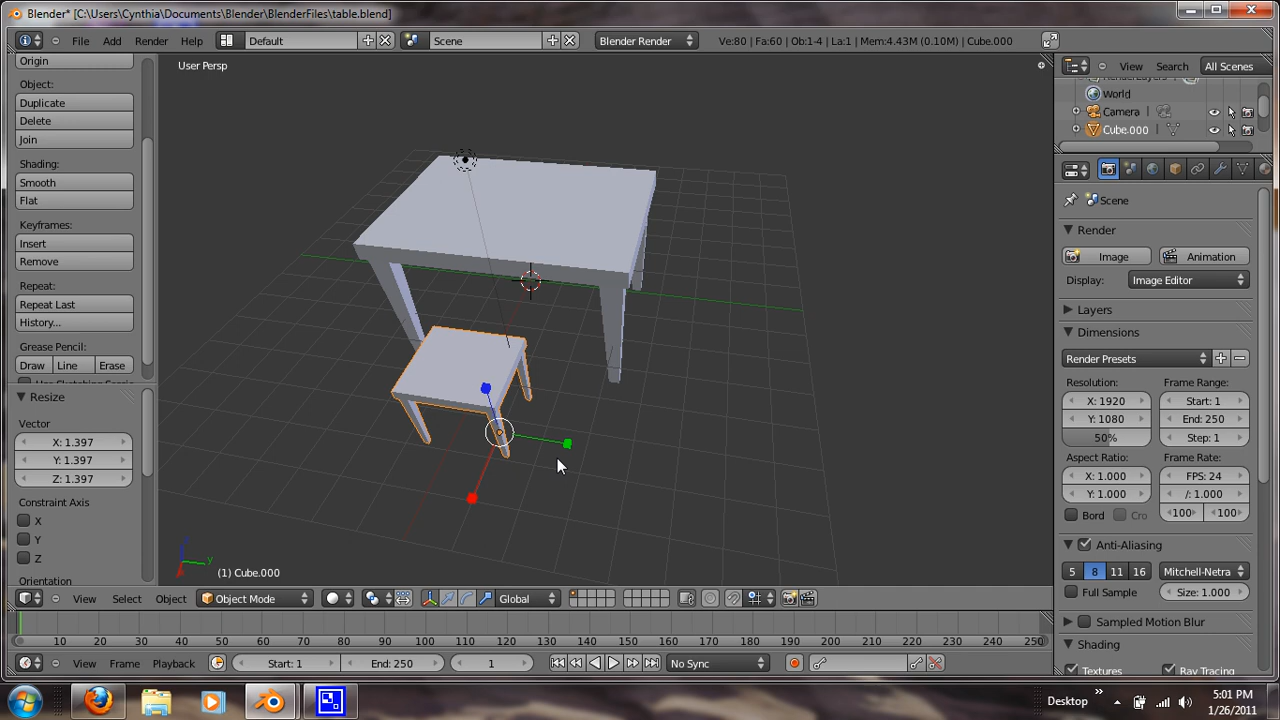 Blender* [C:\Users\Cynthia\Documents\Blender\BlenderFiles\table.blend]
File Add Render Help Default Scene Blender Render Ve:80 | Fa:60 | Ob:1-4 | La:1 | Mem:4.43M (0.10M) | Cube.000
User Persp
Origin
Object:
Duplicate
Delete
Join
Shading:
Smooth
Flat
Keyframes:
Insert
Remove
Repeat:
Repeat Last
History...
Grease Pencil:
Draw Line Erase
Resize
Vector
X: 1.397
Y: 1.397
Z: 1.397
Constraint Axis
X
Y
Z
Orientation
z
y
(1) Cube.000
View Search All Scenes
World
Camera
Cube.000
Scene
Render
Image Animation
Display: Image Editor
Layers
Dimensions
Render Presets
Resolution: Frame Range:
X: 1920 Start: 1
Y: 1080 End: 250
50% Step: 1
Aspect Ratio: Frame Rate:
X: 1.000 FPS: 24
Y: 1.000 /: 1.000
Bord Cro 100 100
Anti-Aliasing
5 8 11 16 Mitchell-Netra
Full Sample Size: 1.000
Sampled Motion Blur
Shading
Textures Ray Tracing
View Select Object Object Mode Global
10 20 30 40 50 60 70 80 90 100 110 120 130 140 150 160 170 180 190 200 210 220 230 240 250
View Frame Playback Start: 1 End: 250 1 No Sync
Desktop 5:01 PM
1/26/2011